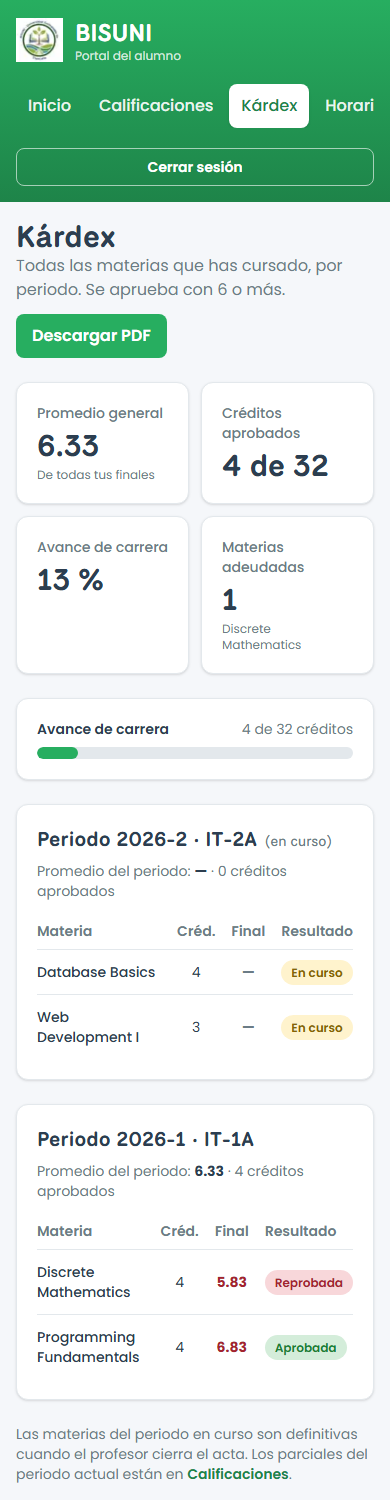 BISUNI
Portal del alumno
Inicio Calificaciones Kárdex Horari
Cerrar sesión
Kárdex
Todas las materias que has cursado, por
periodo. Se aprueba con 6 o más.
Descargar PDF
Promedio general
6.33
De todas tus finales
Créditos
aprobados
4 de 32
Avance de carrera
13 %
Materias
adeudadas
1
Discrete
Mathematics
Avance de carrera 4 de 32 créditos
Periodo 2026-2 · IT-2A (en curso)
Promedio del periodo: — · 0 créditos
aprobados
Materia Créd. Final Resultado
Database Basics 4 — En curso
Web
Development I 3 — En curso
Periodo 2026-1 · IT-1A
Promedio del periodo: 6.33 · 4 créditos
aprobados
Materia Créd. Final Resultado
Discrete
Mathematics 4 5.83 Reprobada
Programming
Fundamentals 4 6.83 Aprobada
Las materias del periodo en curso son definitivas
cuando el profesor cierra el acta. Los parciales del
periodo actual están en Calificaciones.